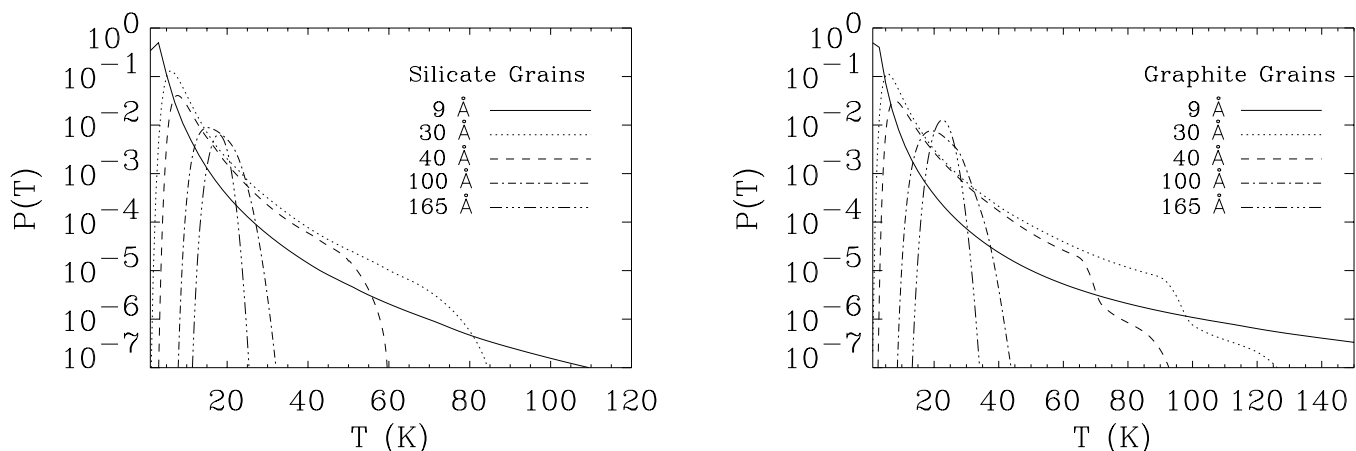 10^0
10^-1
10^-2
10^-3
10^-4
10^-5
10^-6
10^-7
P(T)
Silicate Grains
9 Å
30 Å
40 Å
100 Å
165 Å
20 40 60 80 100 120
T (K)
10^0
10^-1
10^-2
10^-3
10^-4
10^-5
10^-6
10^-7
P(T)
Graphite Grains
9 Å
30 Å
40 Å
100 Å
165 Å
20 40 60 80 100 120 140
T (K)